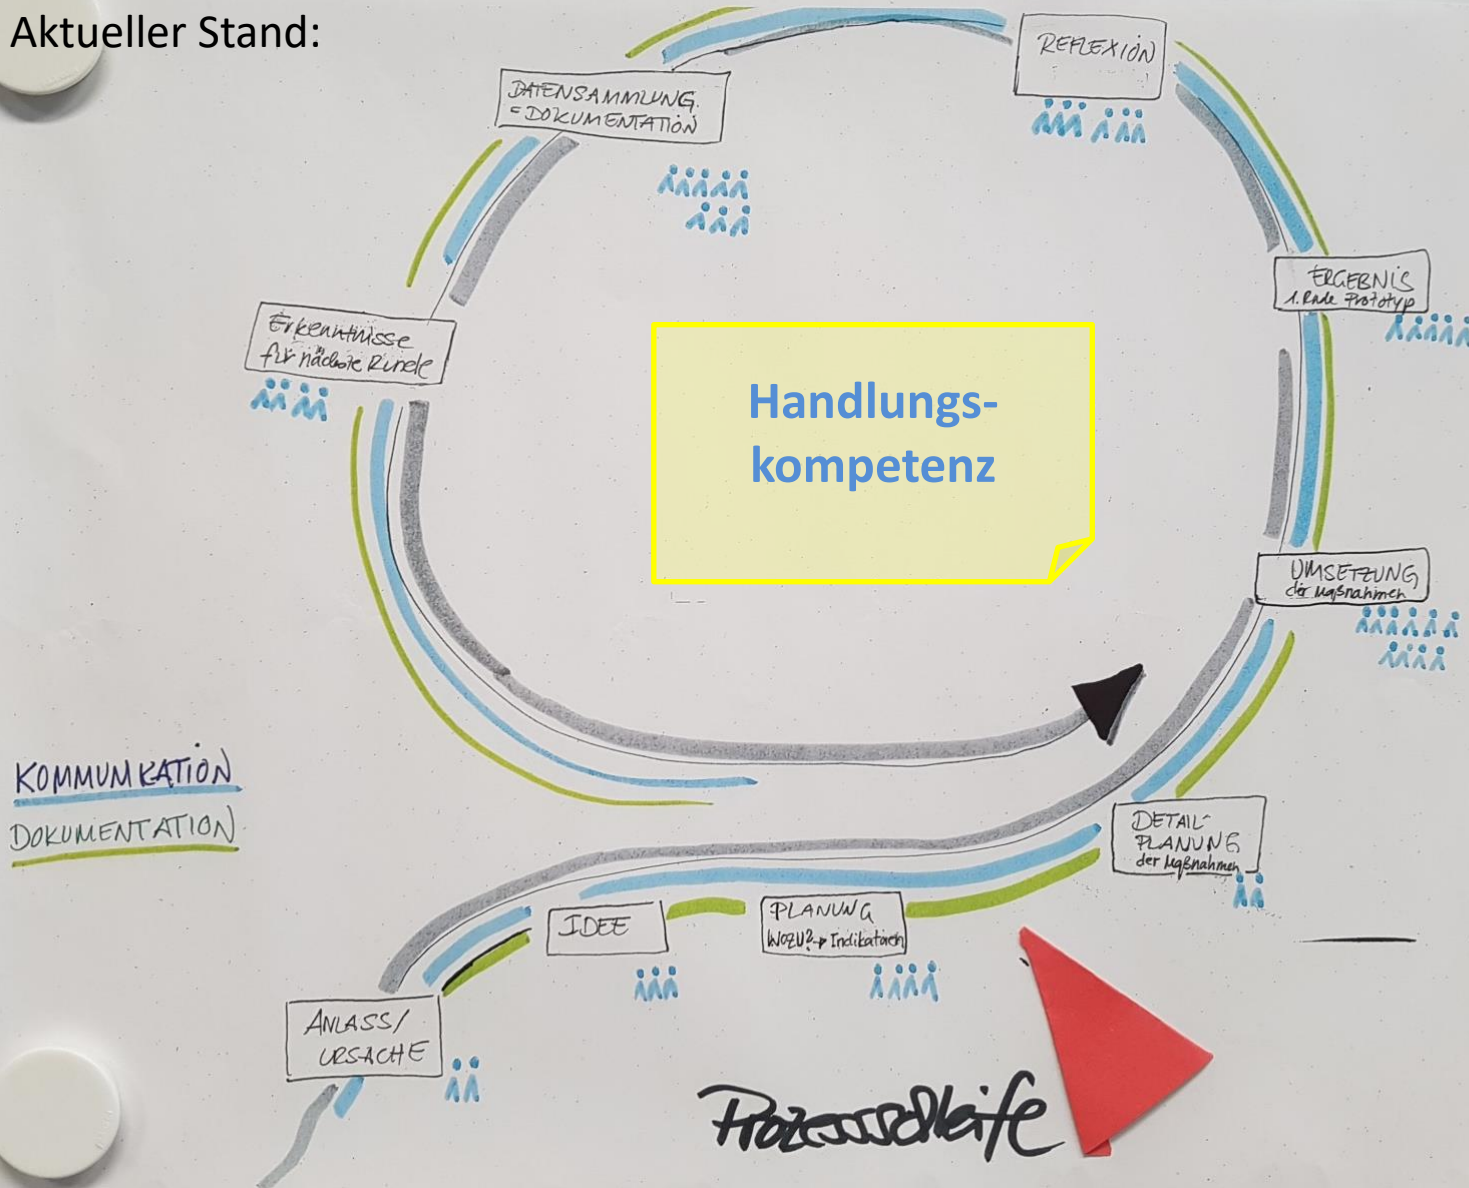 Aktueller Stand:
REFLEXION
DATENSAMMLUNG
= DOKUMENTATION
ERGEBNIS
1. Runde Prototyp
Erkenntnisse
für nächste Runde
Handlungs-
kompetenz
UMSETZUNG
der Maßnahmen
KOMMUNIKATION
DOKUMENTATION
DETAIL-
PLANUNG
der Maßnahmen
IDEE
PLANUNG
WOZU? → Indikatoren
ANLASS/
URSACHE
Prozessschleife